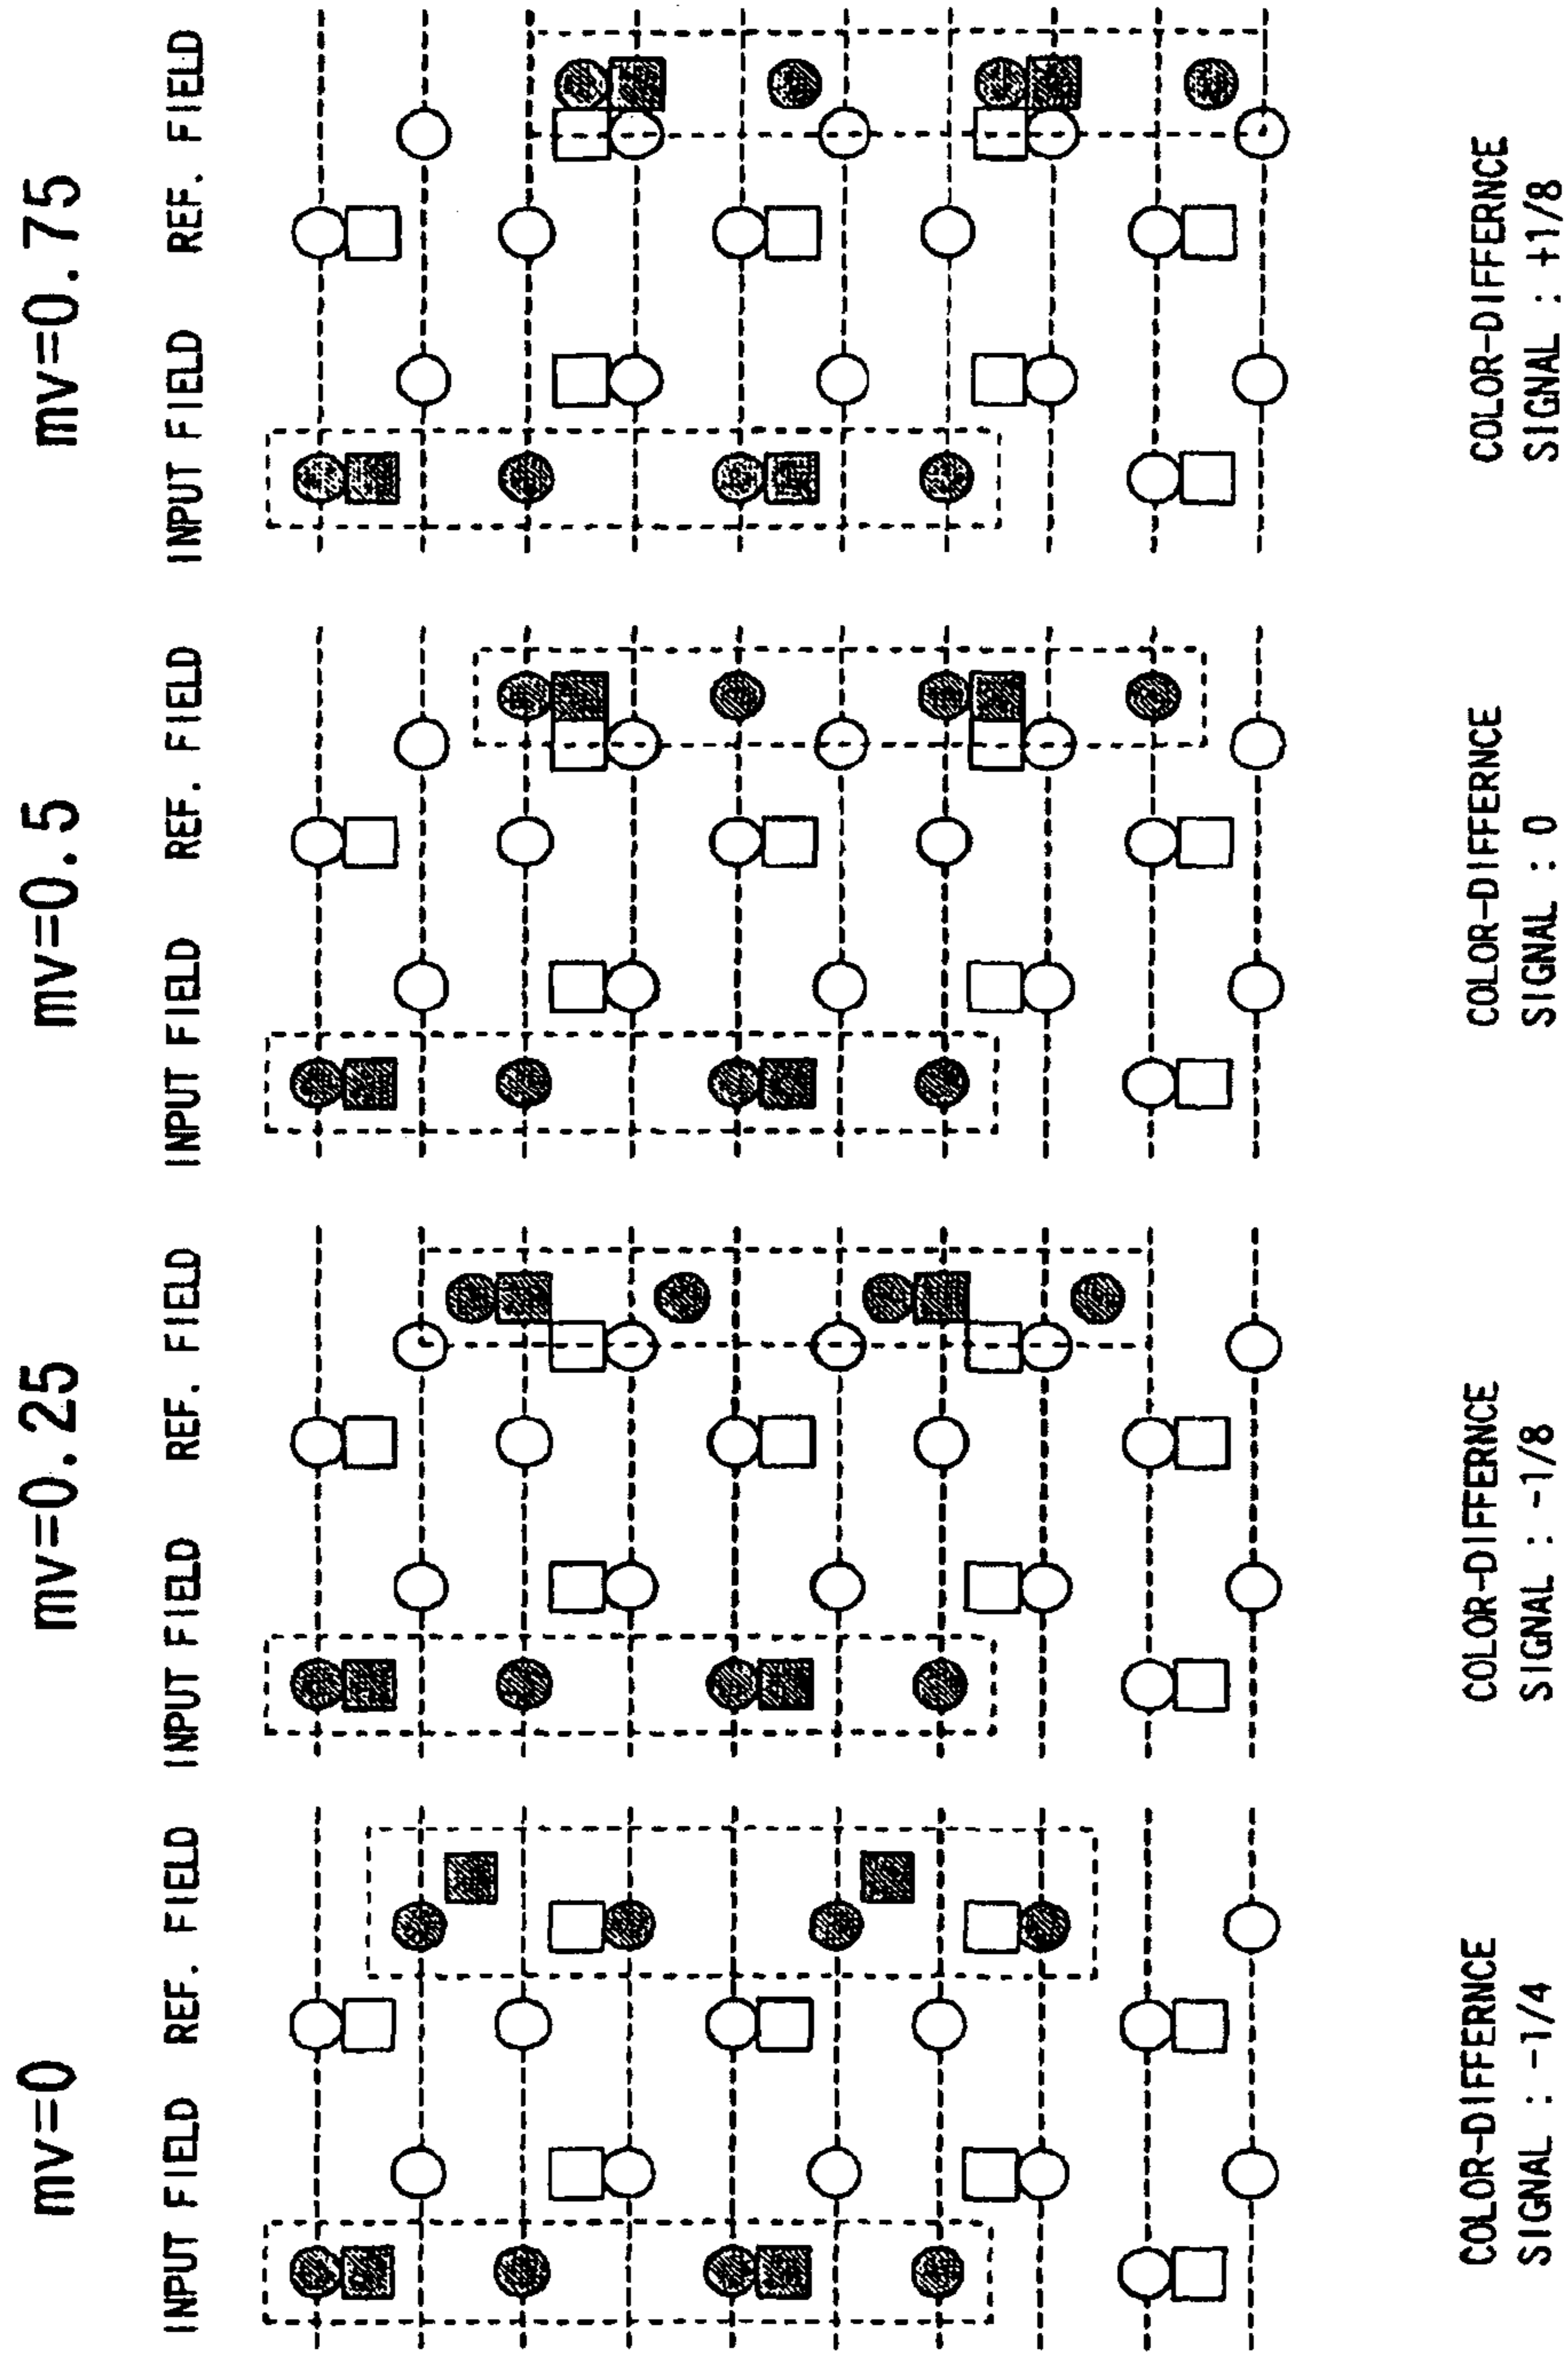 mv=0
INPUT FIELD REF. FIELD
COLOR-DIFFERNCE
SIGNAL : -1/4
mv=0.25
INPUT FIELD REF. FIELD
COLOR-DIFFERNCE
SIGNAL : -1/8
mv=0.5
INPUT FIELD REF. FIELD
COLOR-DIFFERNCE
SIGNAL : 0
mv=0.75
INPUT FIELD REF. FIELD
COLOR-DIFFERNCE
SIGNAL : +1/8